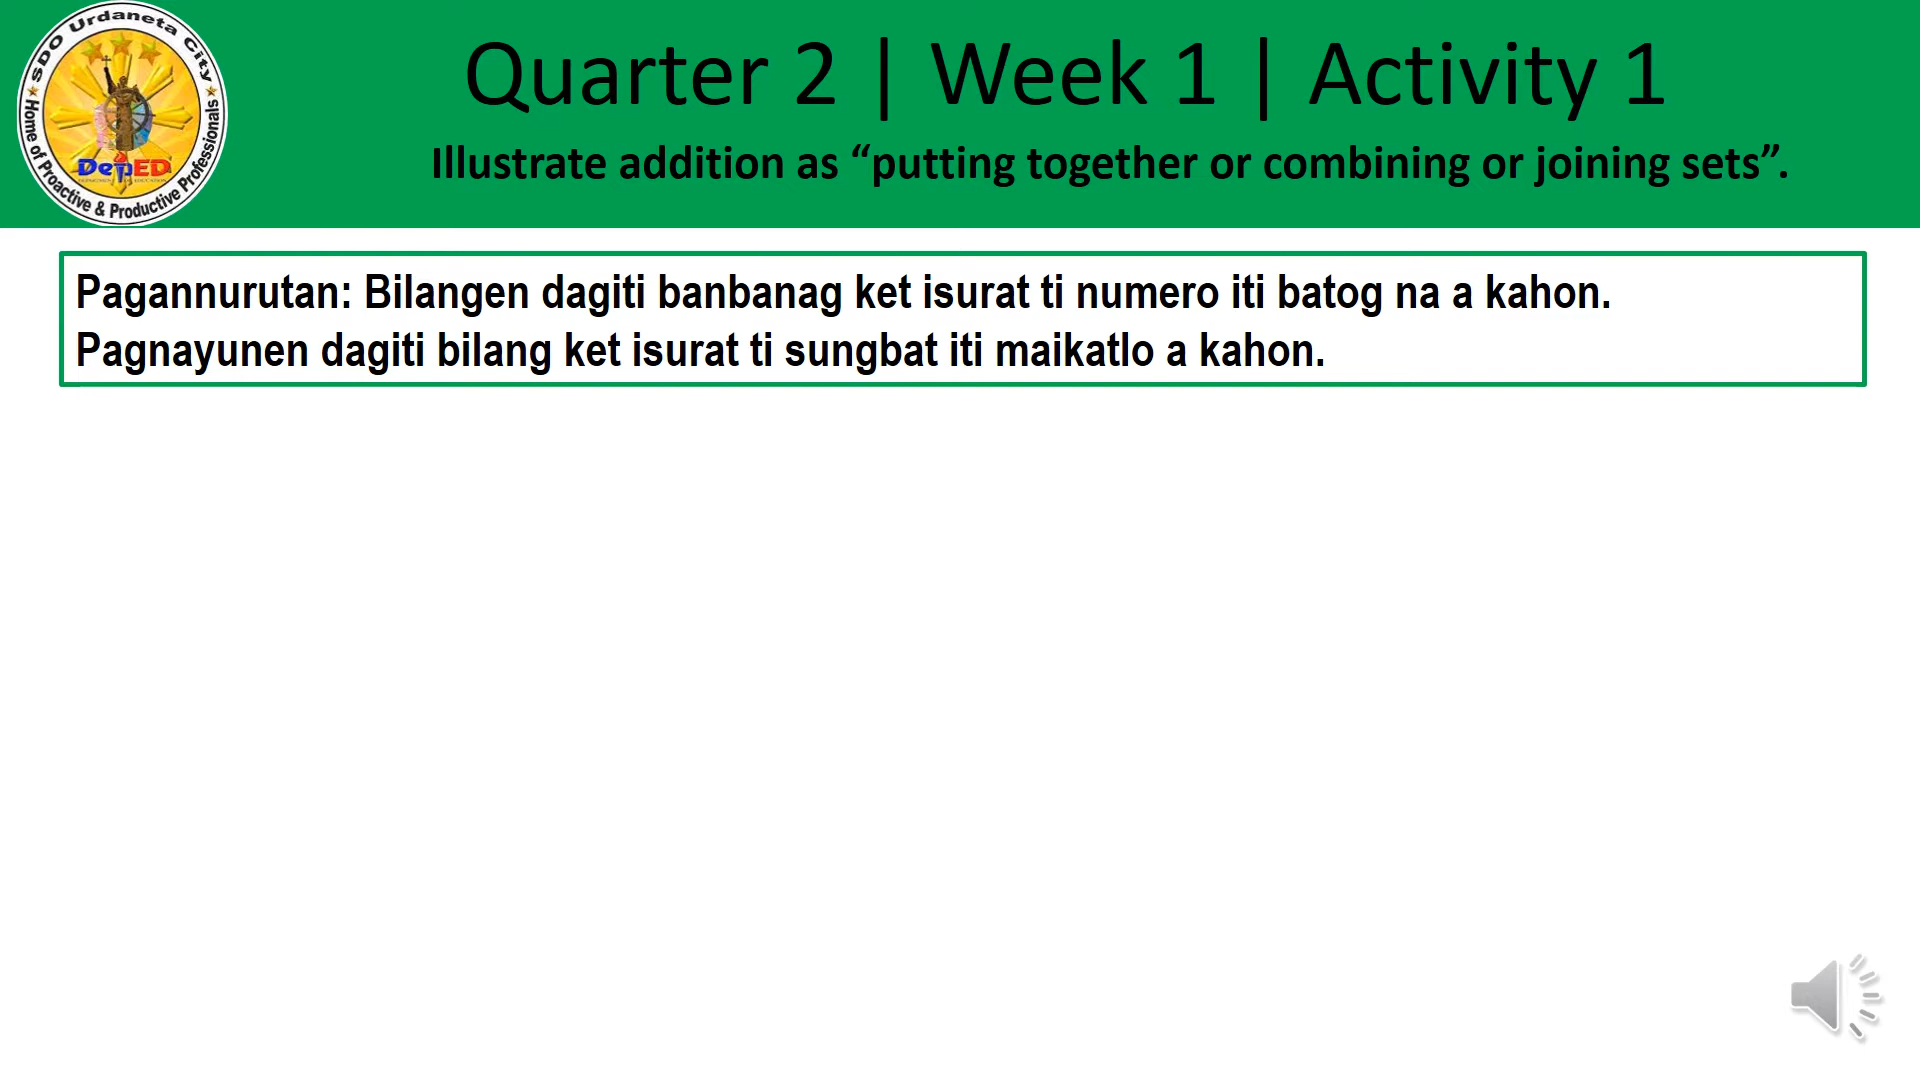 SDO Urdaneta City
Home of Proactive & Productive Professionals
DepED
Quarter 2 | Week 1 | Activity 1
Illustrate addition as “putting together or combining or joining sets”.
Pagannurutan: Bilangen dagiti banbanag ket isurat ti numero iti batog na a kahon.
Pagnayunen dagiti bilang ket isurat ti sungbat iti maikatlo a kahon.